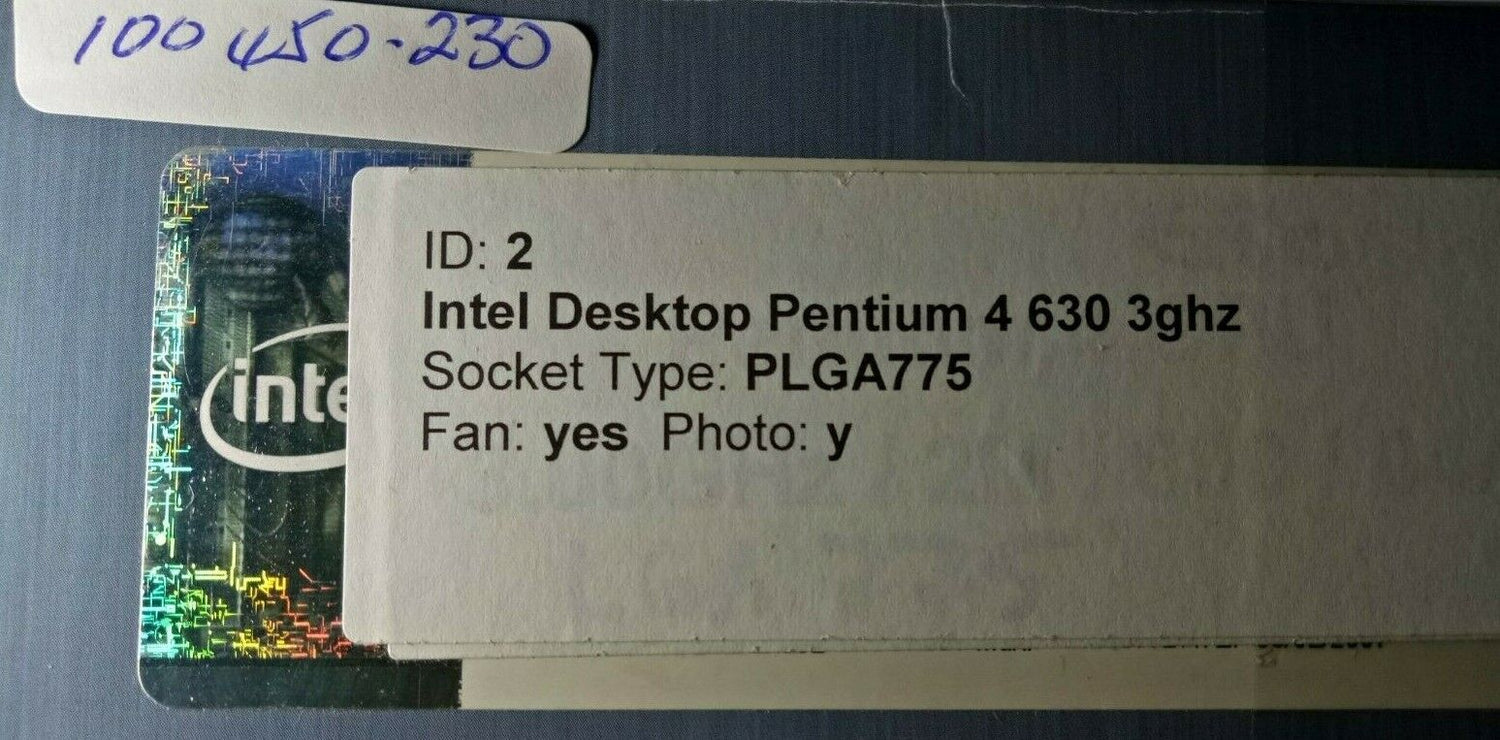 100 450-230
ID: 2
Intel Desktop Pentium 4 630 3ghz
Socket Type: PLGA775
Fan: yes Photo: y
inte